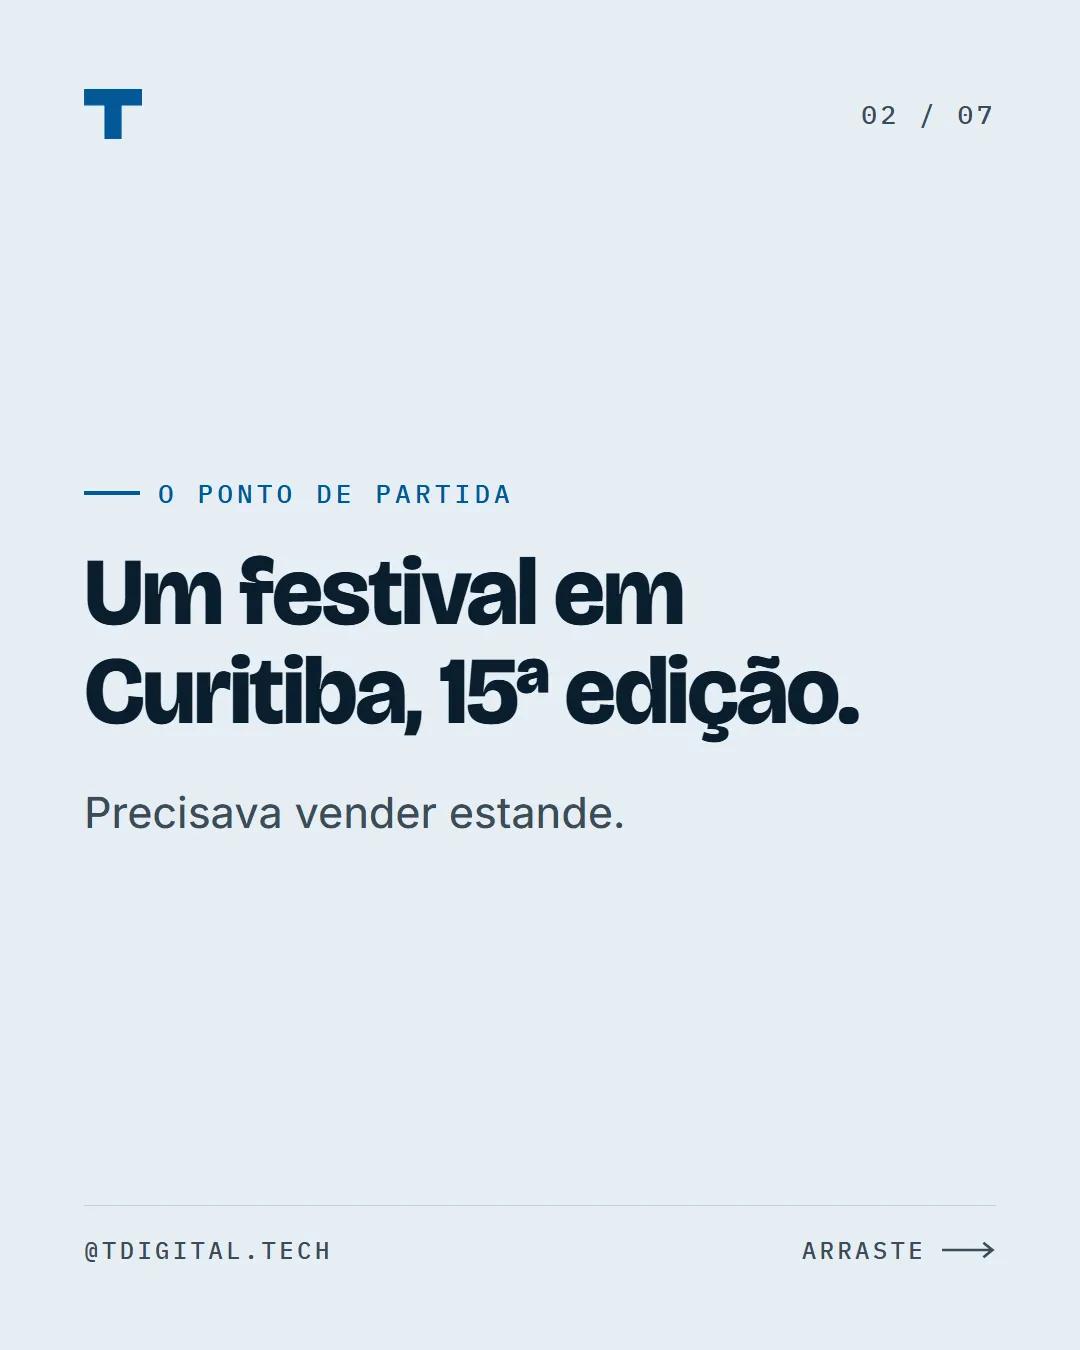 T
02 / 07
O PONTO DE PARTIDA
Um festival em
Curitiba, 15ª edição.
Precisava vender estande.
@TDIGITAL.TECH
ARRASTE